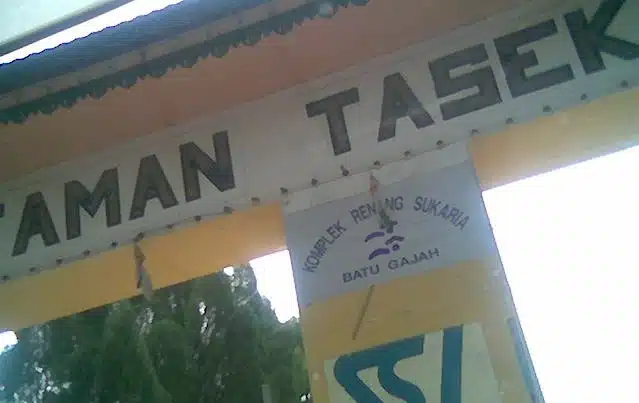 TAMAN TASEK
KOMPLEK RENANG SUKARIA
BATU GAJAH